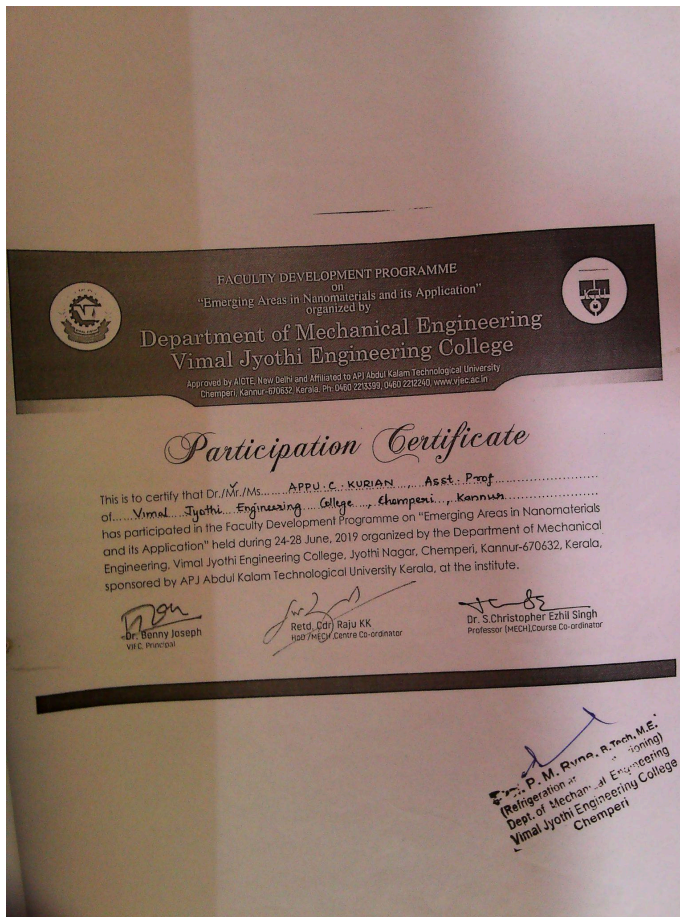 FACULTY DEVELOPMENT PROGRAMME
on
"Emerging Areas in Nanomaterials and its Application"
organized by
Department of Mechanical Engineering
Vimal Jyothi Engineering College
Approved by AICTE, New Delhi and Affiliated to APJ Abdul Kalam Technological University
Chemperi, Kannur-670632, Kerala. Ph: 0460 2213399, 0460 2212240, www.vjec.ac.in
Participation Certificate
This is to certify that Dr./Mr./Ms. APPU. C. KURIAN, Asst. Prof
of Vimal Jyothi Engineering College, Chemperi, Kannur
has participated in the Faculty Development Programme on "Emerging Areas in Nanomaterials
and its Application" held during 24-28 June, 2019 organized by the Department of Mechanical
Engineering, Vimal Jyothi Engineering College, Jyothi Nagar, Chemperi, Kannur-670632, Kerala,
sponsored by APJ Abdul Kalam Technological University Kerala, at the institute.
Dr. Benny Joseph
VJEC, Principal
Retd. Cdr. Raju KK
HoD /MECH, Centre Co-ordinator
Dr. S.Christopher Ezhil Singh
Professor (MECH),Course Co-ordinator
P. M. B.Tech, M.E.
(Refrigeration
Dept. of Mechanical Engineering
Vimal Jyothi Engineering College
Chemperi